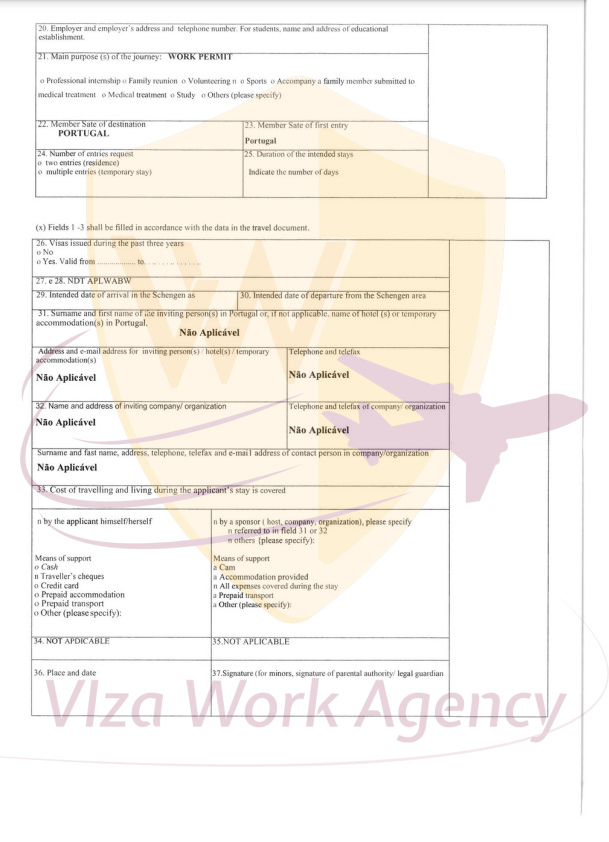 20. Employer and employer's address and telephone number. For students, name and address of educational
establishment.
21. Main purpose (s) of the journey: WORK PERMIT
o Professional internship o Family reunion o Volunteering n o Sports o Accompany a family member submitted to
medical treatment o Medical treatment o Study o Others (please specify)
22. Member Sate of destination
PORTUGAL
23. Member Sate of first entry
Portugal
24. Number of entries request
o two entries (residence)
o multiple entries (temporary stay)
25. Duration of the intended stays
Indicate the number of days
(x) Fields 1 -3 shall be filled in accordance with the data in the travel document.
26. Visas issued during the past three years
o No
o Yes. Valid from ................... to. .. . .. . .. . . . . . .
27. e 28. NDT APLWABW
29. Intended date of arrival in the Schengen as
30. Intended date of departure from the Schengen area
31. Surname and first name of the inviting person(s) in Portugal or, if not applicable, name of hotel (s) or temporary
accommodation(s) in Portugal.
Não Aplicável
Address and e-mail address for inviting person(s) / hotel(s) / temporary
accommodation(s)
Não Aplicável
Telephone and telefax
Não Aplicável
32. Name and address of inviting company/ organization
Não Aplicável
Telephone and telefax of company/ organization
Não Aplicável
Surname and fast name, address, telephone, telefax and e-mail address of contact person in company/organization
Não Aplicável
33. Cost of travelling and living during the applicant's stay is covered
n by the applicant himself/herself
Means of support
o Cash
n Traveller's cheques
o Credit card
o Prepaid accommodation
o Prepaid transport
o Other (please specify):
n by a sponsor ( host, company, organization), please specify
n referred to in field 31 or 32
n others {please specify):
Means of support
a Cam
a Accommodation provided
n All expenses covered during the stay
a Prepaid transport
a Other (please specify):
34. NOT APDICABLE
35.NOT APLICABLE
36. Place and date
37.Signature (for minors, signature of parental authority/ legal guardian
VIza Work Agency